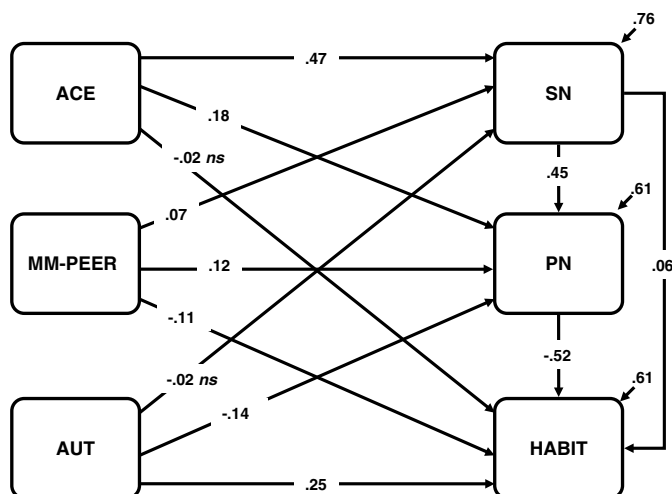 .76
.47
ACE
SN
.18
-.02 ns
.45
.61
.07
MM-PEER
.12
PN
.06
-.11
-.52
-.02 ns
.61
-.14
AUT
HABIT
.25